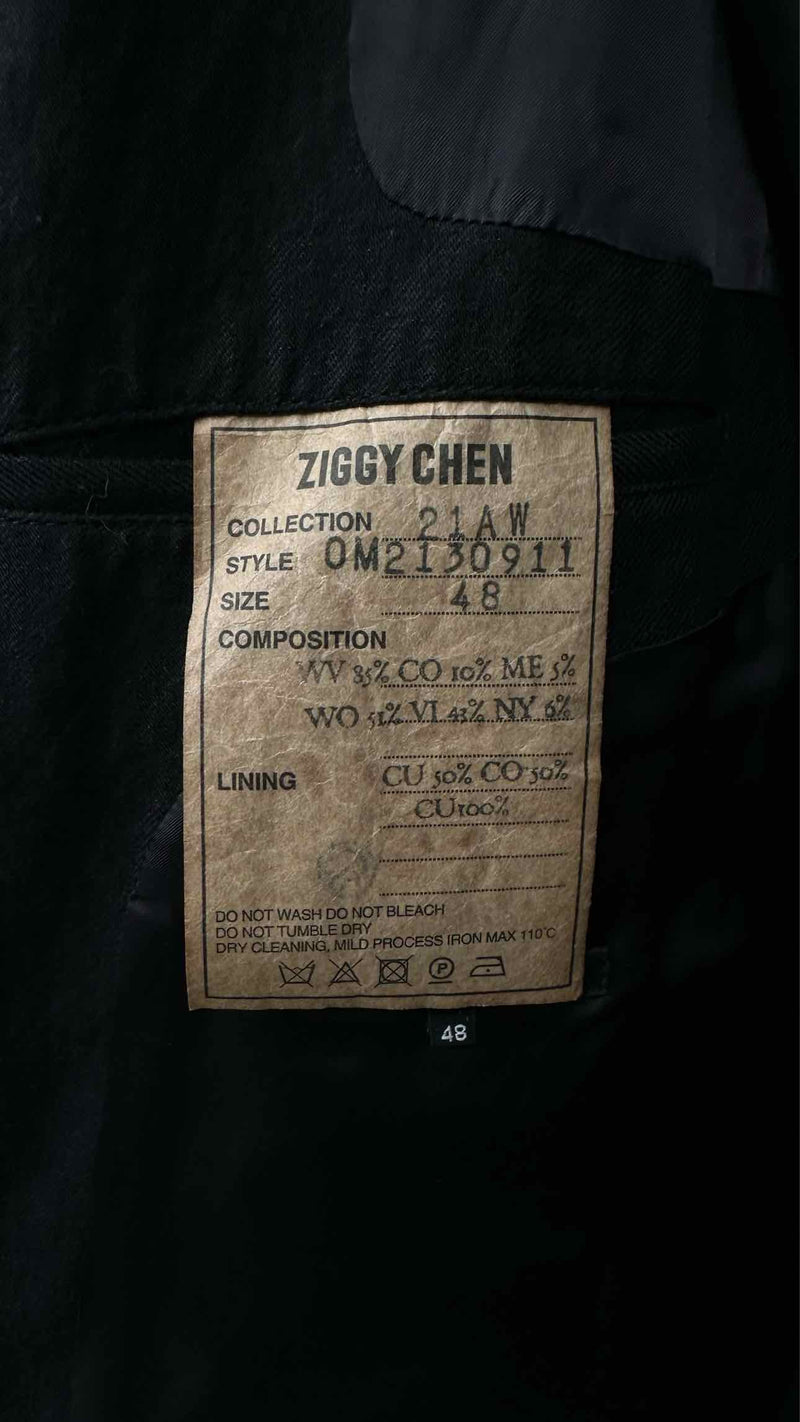 ZIGGY CHEN
COLLECTION 21AW
STYLE 0M2130911
SIZE 48
COMPOSITION
WV 85% CO 10% ME 5%
WO 51% VI 43% NY 6%
LINING CU 50% CO 50%
CU100%
DO NOT WASH DO NOT BLEACH
DO NOT TUMBLE DRY
DRY CLEANING, MILD PROCESS IRON MAX 110°C
P
48